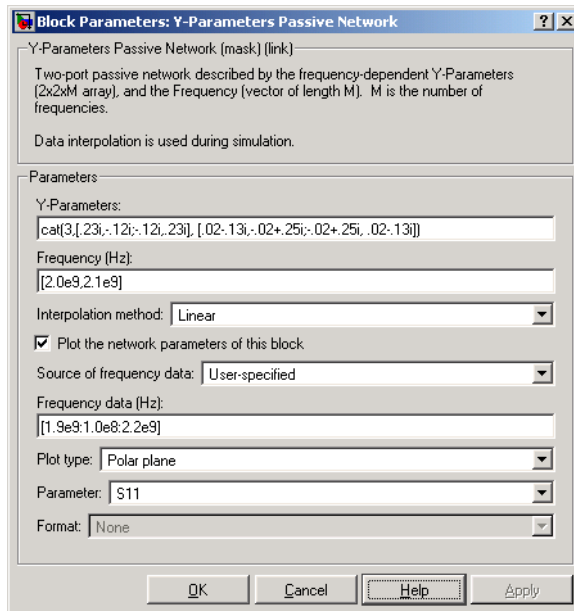 Block Parameters: Y-Parameters Passive Network
Y-Parameters Passive Network (mask) (link)
Two-port passive network described by the frequency-dependent Y-Parameters
(2x2xM array), and the Frequency (vector of length M). M is the number of
frequencies.
Data interpolation is used during simulation.
Parameters
Y-Parameters:
cat(3,[.23i,-.12i;-.12i,.23i], [.02-.13i,-.02+.25i;-.02+.25i, .02-.13i])
Frequency (Hz):
[2.0e9,2.1e9]
Interpolation method: Linear
Plot the network parameters of this block
Source of frequency data: User-specified
Frequency data (Hz):
[1.9e9:1.0e8:2.2e9]
Plot type: Polar plane
Parameter: S11
Format: None
OK Cancel Help Apply